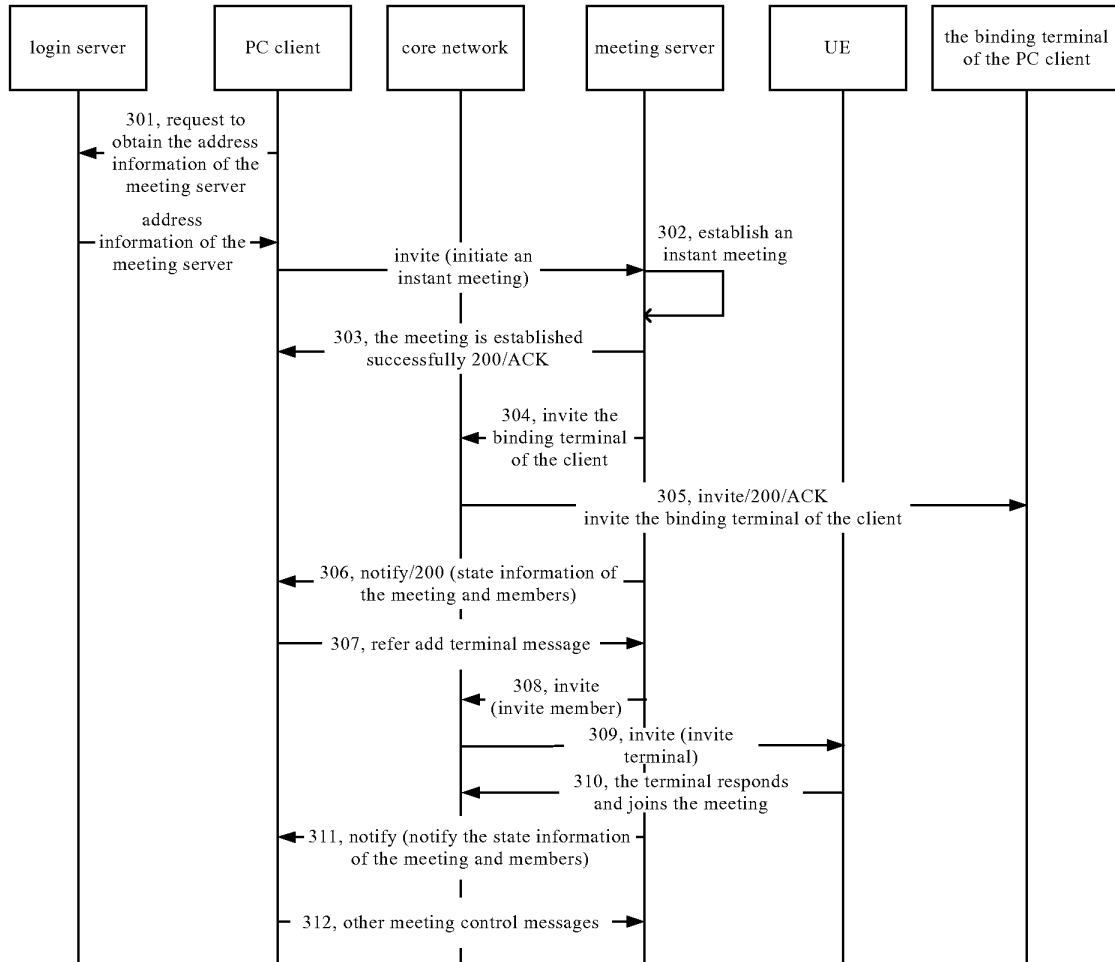 login server
PC client
core network
meeting server
UE
the binding terminal
of the PC client
301, request to
obtain the address
information of the
meeting server
address
information of the
meeting server
invite (initiate an
instant meeting)
302, establish an
instant meeting
303, the meeting is established
successfully 200/ACK
304, invite the
binding terminal
of the client
305, invite/200/ACK
invite the binding terminal of the client
306, notify/200 (state information of
the meeting and members)
307, refer add terminal message
308, invite
(invite member)
309, invite (invite
terminal)
310, the terminal responds
and joins the meeting
311, notify (notify the state information
of the meeting and members)
312, other meeting control messages